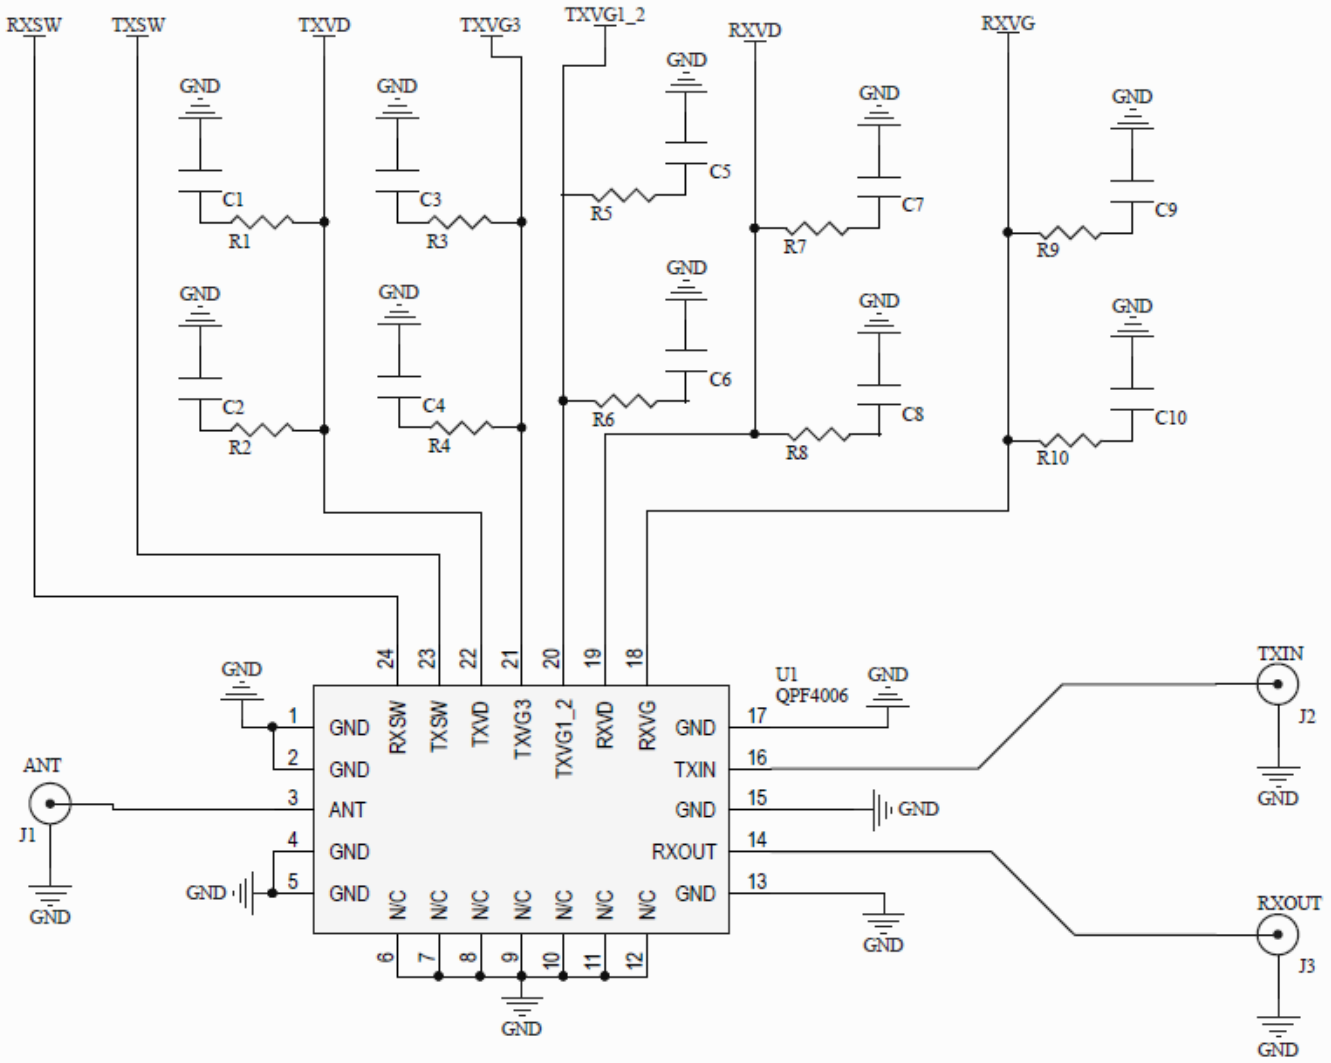 RXSW
TXSW
TXVD
TXVG3
TXVG1_2
RXVD
RXVG
GND
GND
GND
GND
GND
C1
C3
C5
C7
C9
R1
R3
R5
R7
R9
GND
GND
GND
GND
GND
C2
C4
C6
C8
C10
R2
R4
R6
R8
R10
24
23
22
21
20
19
18
U1
QPF4006
GND
GND
TXIN
J2
GND
RXSW
TXSW
TXVD
TXVG3
TXVG1_2
RXVD
RXVG
1
GND
2
GND
ANT
3
ANT
J1
GND
4
GND
GND
5
GND
GND
17
TXIN
16
GND
15
GND
RXOUT
14
GND
13
GND
RXOUT
J3
GND
N/C
N/C
N/C
N/C
N/C
N/C
N/C
6
7
8
9
10
11
12
GND